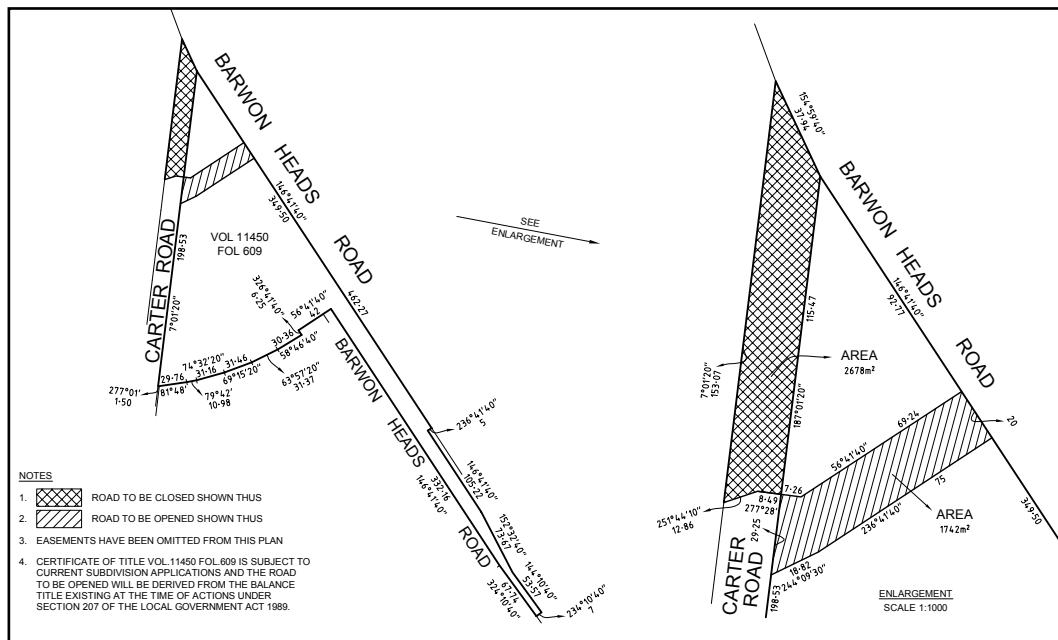 BARWON HEADS ROAD
146°41'40"
349·50
462·27
CARTER ROAD
198·53
7°01'20"
VOL 11450
FOL 609
326°41'40"
6·25
56°41'40"
42
30·36
58°46'40"
63°57'20"
31·37
31·46
69°15'20"
74°32'20"
31·16
79°42'
10·98
29·76
81°48'
277°01'
1·50
BARWON HEADS ROAD
332·16
146°41'40"
236°41'40"
5
146°41'40"
105·22
152°32'40"
73·67
144°10'40"
53·57
67·74
324°10'40"
234°10'40"
7
SEE
ENLARGEMENT
NOTES
1. ROAD TO BE CLOSED SHOWN THUS
2. ROAD TO BE OPENED SHOWN THUS
3. EASEMENTS HAVE BEEN OMITTED FROM THIS PLAN
4. CERTIFICATE OF TITLE VOL.11450 FOL.609 IS SUBJECT TO
CURRENT SUBDIVISION APPLICATIONS AND THE ROAD
TO BE OPENED WILL BE DERIVED FROM THE BALANCE
TITLE EXISTING AT THE TIME OF ACTIONS UNDER
SECTION 207 OF THE LOCAL GOVERNMENT ACT 1989.
154°59'40"
37·94
BARWON HEADS ROAD
146°41'40"
92·77
115·47
187°01'20"
7°01'20"
153·07
AREA
2678m²
69·24
56°41'40"
20
7·26
8·49
277°28'
251°44'10"
12·86
29·25
75
236°41'40"
AREA
1742m²
349·50
18·82
244°09'30"
198·53
CARTER
ROAD
ENLARGEMENT
SCALE 1:1000